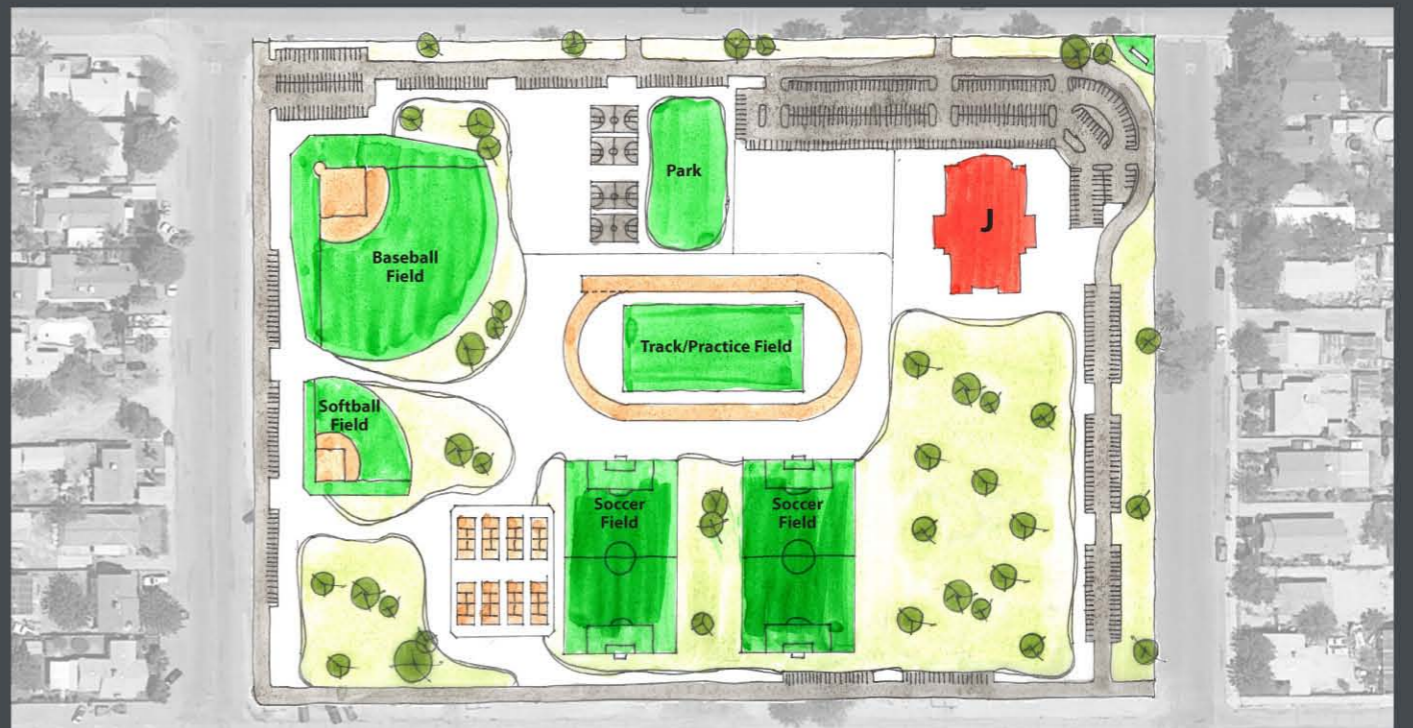 Park
J
Baseball
Field
Track/Practice Field
Softball
Field
Soccer
Field
Soccer
Field